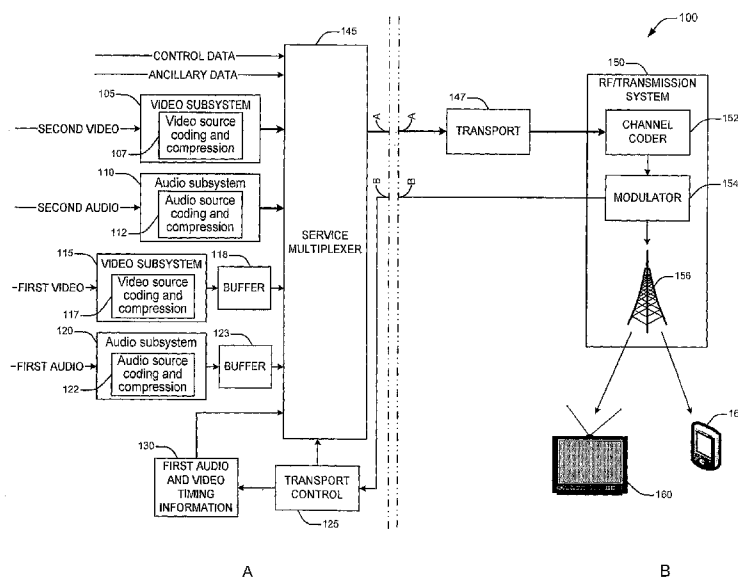 100
145
CONTROL DATA
ANCILLARY DATA
105
VIDEO SUBSYSTEM
SECOND VIDEO
Video source
coding and
107
compression
110
Audio subsystem
SECOND AUDIO
Audio source
coding and
112
compression
SERVICE
MULTIPLEXER
115
VIDEO SUBSYSTEM
118
FIRST VIDEO
Video source
coding and
117
compression
BUFFER
120
Audio subsystem
123
FIRST AUDIO
Audio source
coding and
122
compression
BUFFER
130
FIRST AUDIO
AND VIDEO
TIMING
INFORMATION
TRANSPORT
CONTROL
125
A
A
B
B
147
TRANSPORT
150
RF/TRANSMISSION
SYSTEM
CHANNEL
CODER
152
MODULATOR
154
156
160
16
A
B